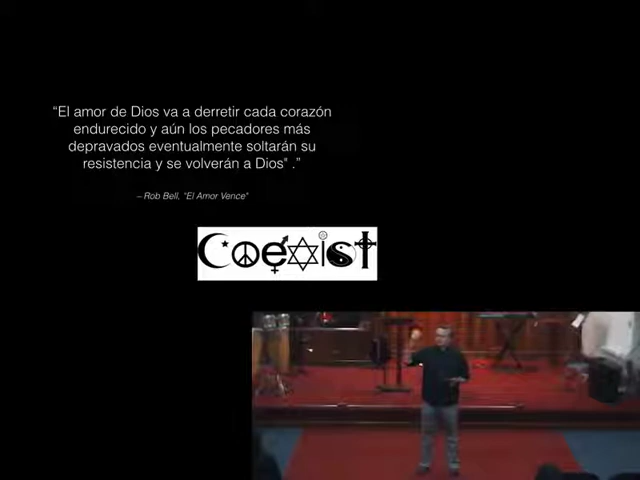 “El amor de Dios va a derretir cada corazón
endurecido y aún los pecadores más
depravados eventualmente soltarán su
resistencia y se volverán a Dios" .”
– Rob Bell, "El Amor Vence"
Coexist